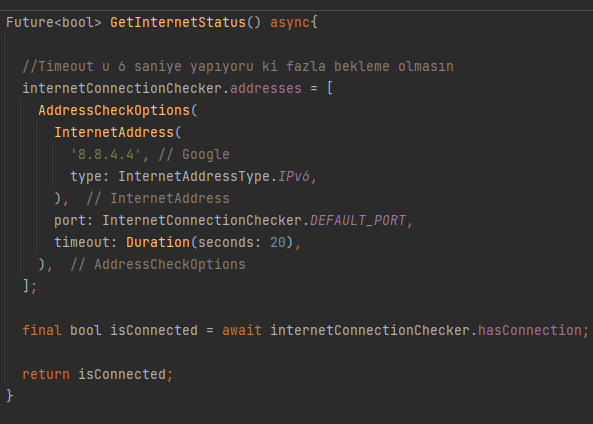 Future<bool> GetInternetStatus() async{
//Timeout u 6 saniye yapıyoru ki fazla bekleme olmasın
internetConnectionChecker.addresses = [
AddressCheckOptions(
InternetAddress(
'8.8.4.4', // Google
type: InternetAddressType.IPv6,
), // InternetAddress
port: InternetConnectionChecker.DEFAULT_PORT,
timeout: Duration(seconds: 20),
), // AddressCheckOptions
];
final bool isConnected = await internetConnectionChecker.hasConnection;
return isConnected;
}